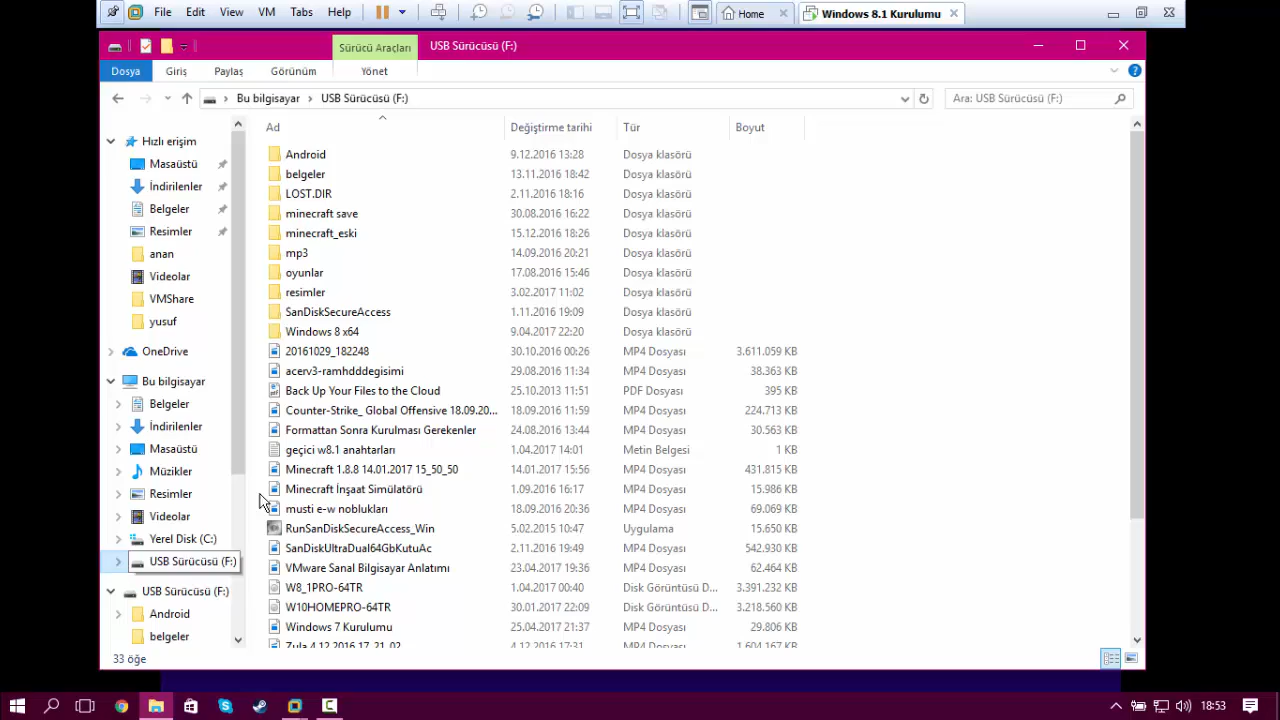 File Edit View VM Tabs Help Home Windows 8.1 Kurulumu
Sürücü Araçları USB Sürücüsü (F:)
Dosya Giriş Paylaş Görünüm Yönet
Bu bilgisayar USB Sürücüsü (F:) Ara: USB Sürücüsü (F:)
Ad Değiştirme tarihi Tür Boyut
Hızlı erişim
Masaüstü
İndirilenler
Belgeler
Resimler
anan
Videolar
VMShare
yusuf
OneDrive
Bu bilgisayar
Belgeler
İndirilenler
Masaüstü
Müzikler
Resimler
Videolar
Yerel Disk (C:)
USB Sürücüsü (F:)
USB Sürücüsü (F:)
Android
belgeler
Android 9.12.2016 13:28 Dosya klasörü
belgeler 13.11.2016 18:42 Dosya klasörü
LOST.DIR 2.11.2016 18:16 Dosya klasörü
minecraft save 30.08.2016 16:22 Dosya klasörü
minecraft_eski 15.12.2016 18:26 Dosya klasörü
mp3 14.09.2016 20:21 Dosya klasörü
oyunlar 17.08.2016 15:46 Dosya klasörü
resimler 3.02.2017 11:02 Dosya klasörü
SanDiskSecureAccess 1.11.2016 19:09 Dosya klasörü
Windows 8 x64 9.04.2017 22:20 Dosya klasörü
20161029_182248 30.10.2016 00:26 MP4 Dosyası 3.611.059 KB
acerv3-ramhdddegisimi 29.08.2016 11:34 MP4 Dosyası 38.363 KB
Back Up Your Files to the Cloud 25.10.2013 11:51 PDF Dosyası 395 KB
Counter-Strike_ Global Offensive 18.09.20... 18.09.2016 11:59 MP4 Dosyası 224.713 KB
Formattan Sonra Kurulması Gerekenler 24.08.2016 13:44 MP4 Dosyası 30.563 KB
geçici w8.1 anahtarları 1.04.2017 14:01 Metin Belgesi 1 KB
Minecraft 1.8.8 14.01.2017 15_50_50 14.01.2017 15:56 MP4 Dosyası 431.815 KB
Minecraft İnşaat Simülatörü 1.09.2016 16:17 MP4 Dosyası 15.986 KB
musti e-w noblukları 18.09.2016 20:36 MP4 Dosyası 70.968 KB
RunSanDiskSecureAccess_Win 5.02.2015 10:47 Uygulama 15.650 KB
SanDiskUltraDual64GbKutuAc 2.11.2016 19:49 MP4 Dosyası 542.930 KB
VMware Sanal Bilgisayar Anlatımı 23.04.2017 19:36 MP4 Dosyası 62.464 KB
W8_1PRO-64TR 1.04.2017 00:40 Disk Görüntüsü D... 3.391.232 KB
W10HOMEPRO-64TR 30.01.2017 22:09 Disk Görüntüsü D... 3.218.560 KB
Windows 7 Kurulumu 25.04.2017 21:37 MP4 Dosyası 29.806 KB
Zula 4.12.2016 17_21_02 4.12.2016 17:31 MP4 Dosyası 1.604.167 KB
33 öğe
18:53